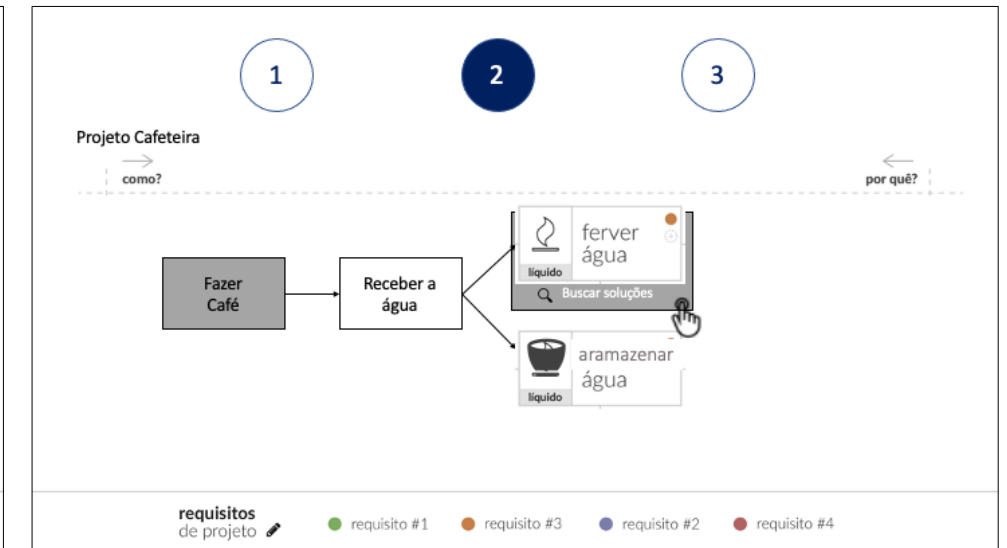 1
2
3
Projeto Cafeteira
como?
por quê?
ferver
água
líquido
Buscar soluções
Fazer
Café
Receber a
água
aramazenar
água
líquido
requisitos
de projeto
requisito #1
requisito #3
requisito #2
requisito #4